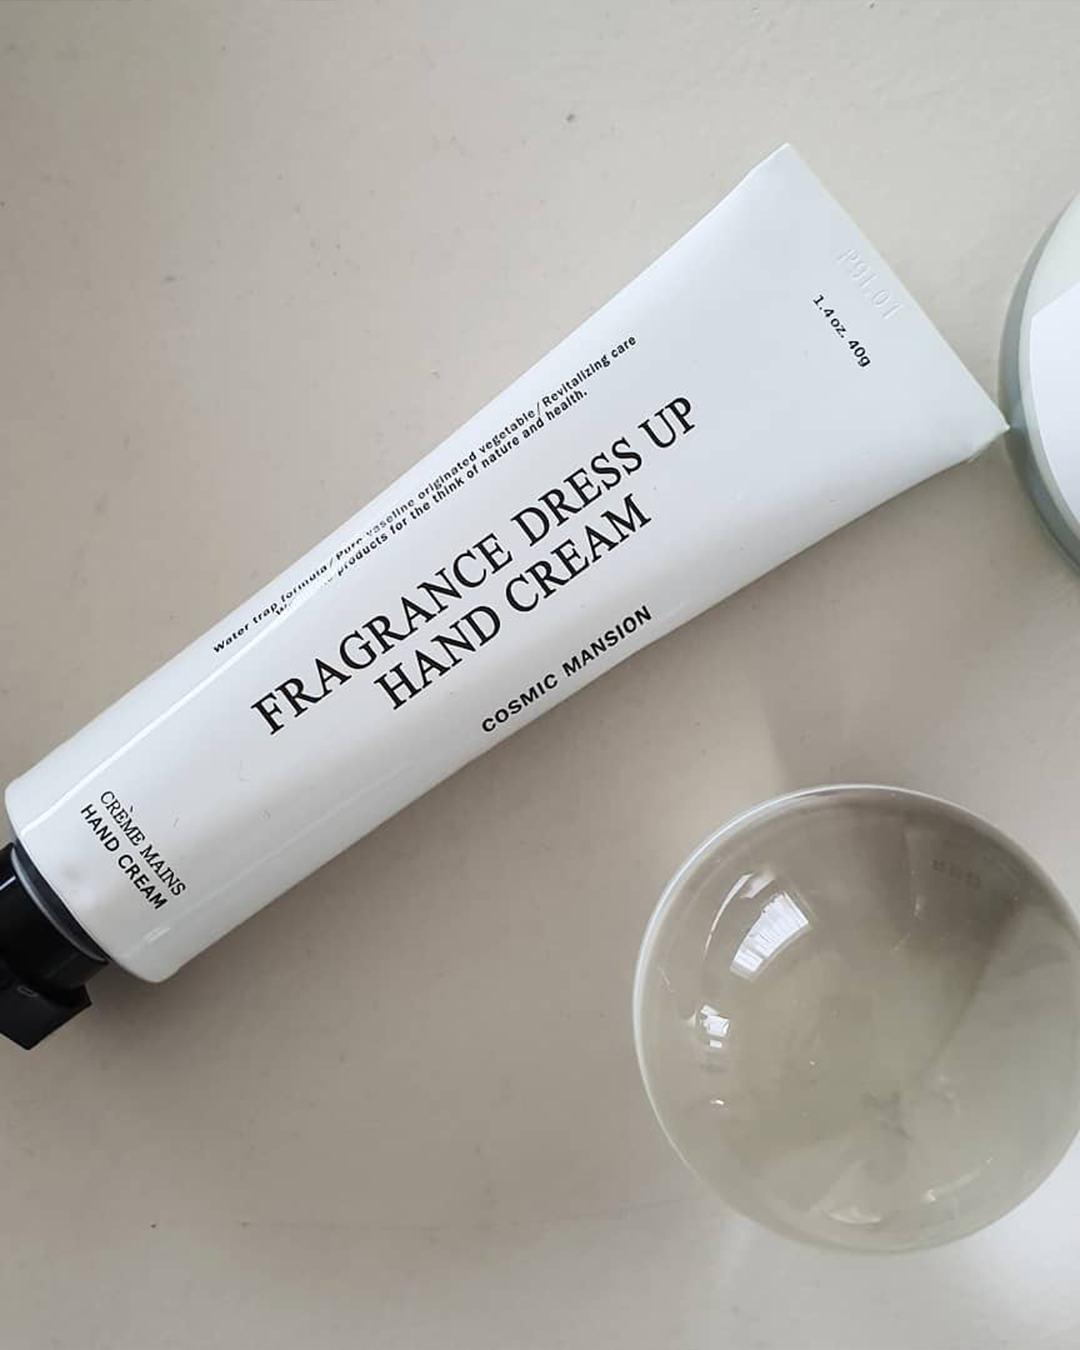 Water trap formula/Pure vaseline originated vegetable/Revitalizing care
products for the think of nature and health.
FRAGRANCE DRESS UP
HAND CREAM
COSMIC MANSION
1.4 oz. 40g
CRÈME MAINS
HAND CREAM